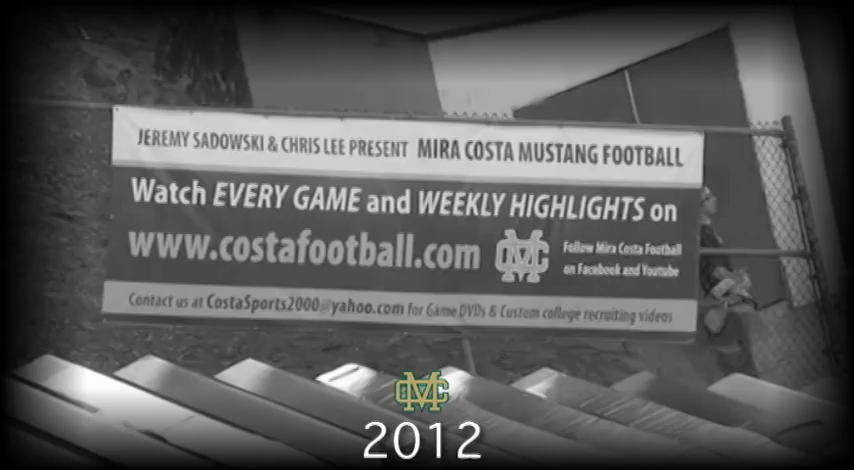 JEREMY SADOWSKI & CHRIS LEE PRESENT MIRA COSTA MUSTANG FOOTBALL
Watch EVERY GAME and WEEKLY HIGHLIGHTS on
www.costafootball.com
MC
Follow Mira Costa Football
on Facebook and Youtube
Contact us at CostaSports2000@yahoo.com for Game DVDs & Custom college recruiting videos
MC
2012